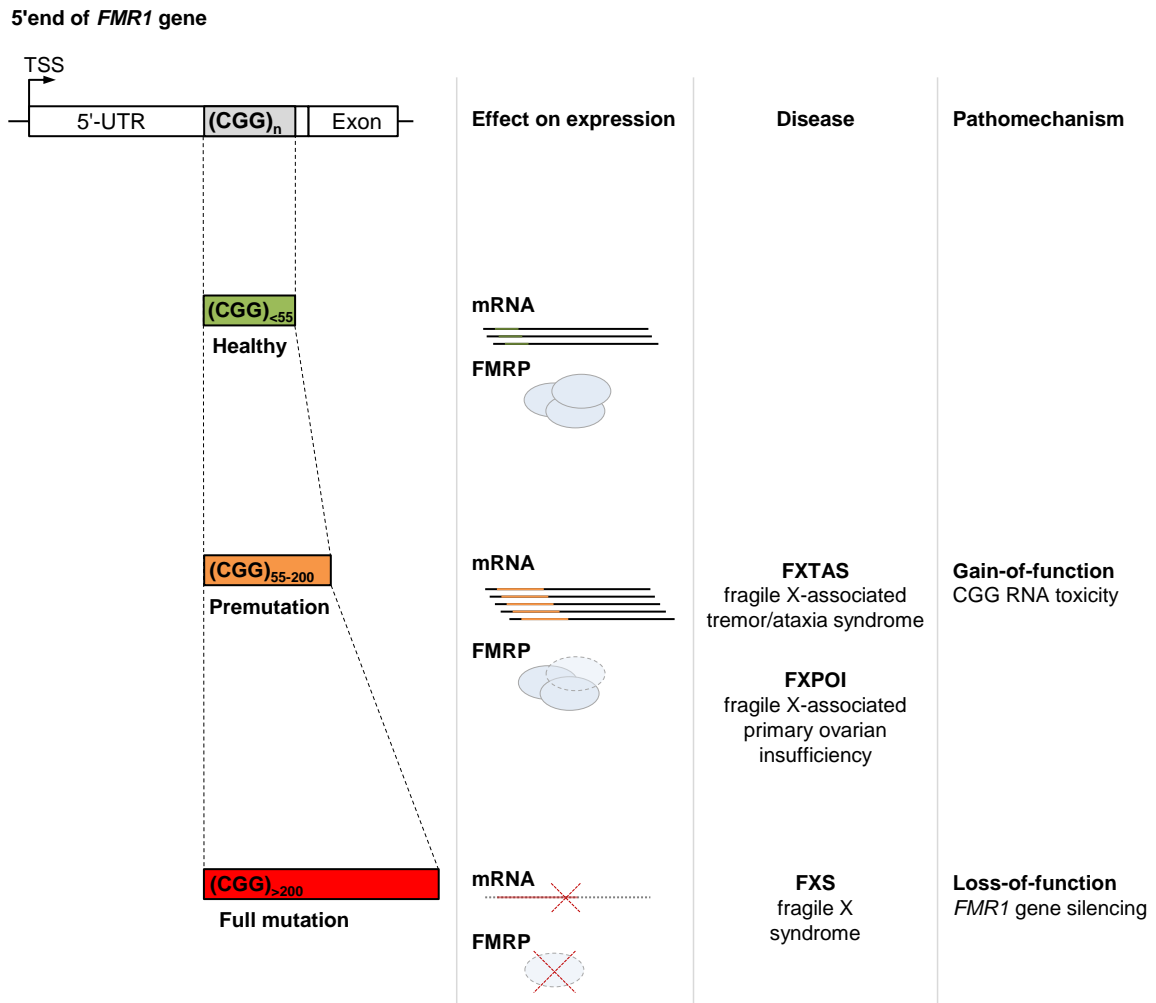 5'end of FMR1 gene
TSS
5'-UTR (CGG)n Exon
Effect on expression
Disease
Pathomechanism
(CGG)<55
Healthy
mRNA
FMRP
(CGG)55-200
Premutation
mRNA
FMRP
FXTAS
fragile X-associated
tremor/ataxia syndrome
FXPOI
fragile X-associated
primary ovarian
insufficiency
Gain-of-function
CGG RNA toxicity
(CGG)>200
Full mutation
mRNA
FMRP
FXS
fragile X
syndrome
Loss-of-function
FMR1 gene silencing